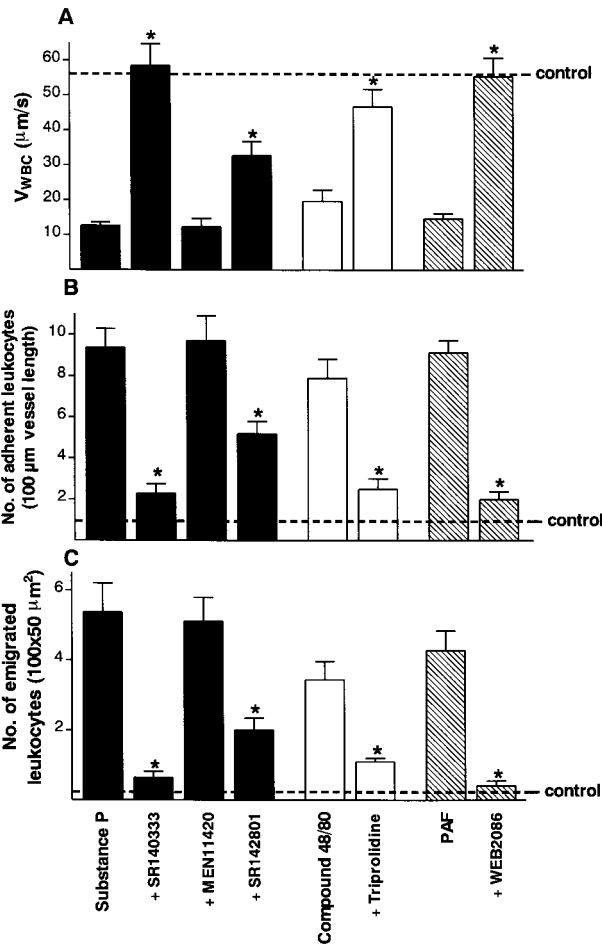 A
60
50
40
30
20
10
V WBC (μm/s)
* * * *
control
B
10
8
6
4
2
No. of adherent leukocytes
(100 μm vessel length)
* * * *
control
C
6
4
2
No. of emigrated
leukocytes (100x50 μm²)
* * * *
control
Substance P
+ SR140333
+ MEN11420
+ SR142801
Compound 48/80
+ Triprolidine
PAF
+ WEB2086